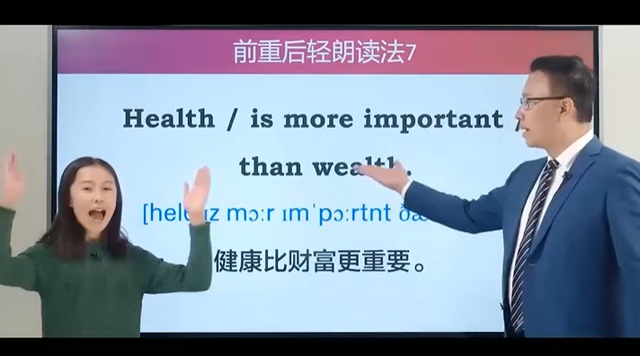 前重后轻朗读法7
Health / is more important /
than wealth.
ɪz mɔːr ɪmˈpɔːrtnt
健康比财富更重要。